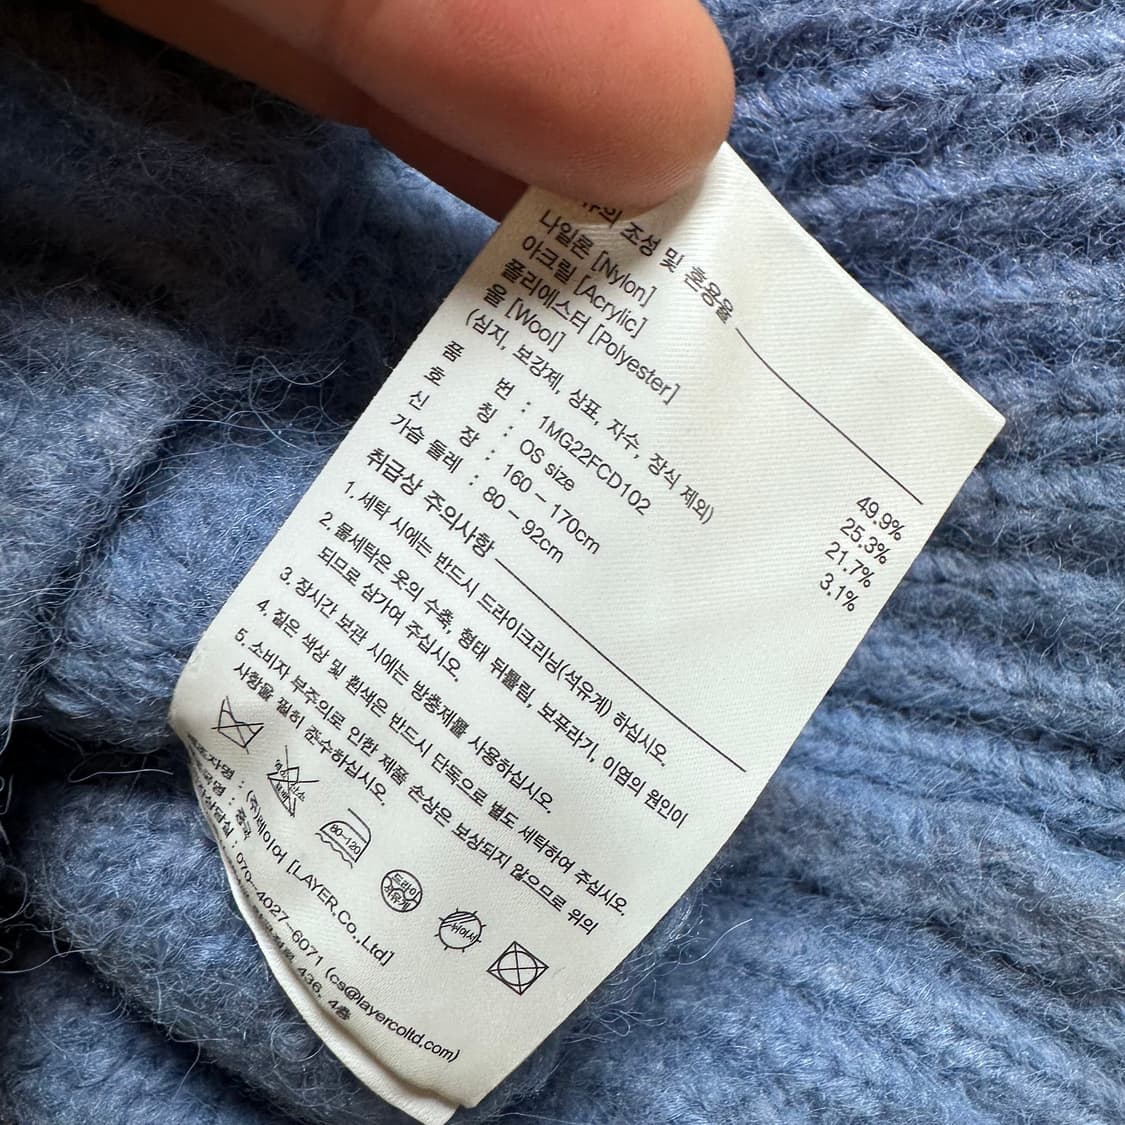 의 조성 및 혼용율
나일론 [Nylon] 49.9%
아크릴 [Acrylic] 25.3%
폴리에스터 [Polyester] 21.7%
울 [Wool] 3.1%
(심지, 보강제, 상표, 자수, 장식 제외)
품 번 : 1MG22FCD102
호 칭 : OS size
신 장 : 160 - 170cm
가슴 둘레 : 80 - 92cm
취급상 주의사항
1. 세탁 시에는 반드시 드라이크리닝(석유계) 하십시오.
2. 물세탁은 옷의 수축, 형태 뒤틀림, 보푸라기, 이염의 원인이
되므로 삼가여 주십시오.
3. 장시간 보관 시에는 방충제를 사용하십시오.
4. 짙은 색상 및 흰색은 반드시 단독으로 별도 세탁하여 주십시오.
5. 소비자 부주의로 인한 제품 손상은 보상되지 않으므로 위의
사항을 필히 준수하십시오.
80~120
드라이
석유계
뉘어서
: (주)레이어 [LAYER.Co.,Ltd]
: 중국
: 070-4027-6071 (cs@layercoltd.com)
436, 4층